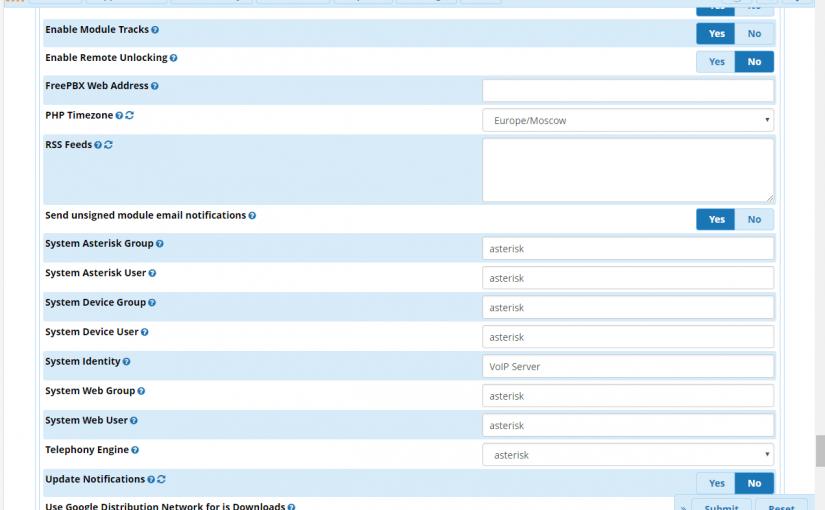 Enable Module Tracks Yes No
Enable Remote Unlocking Yes No
FreePBX Web Address
PHP Timezone Europe/Moscow
RSS Feeds
Send unsigned module email notifications Yes No
System Asterisk Group asterisk
System Asterisk User asterisk
System Device Group asterisk
System Device User asterisk
System Identity VoIP Server
System Web Group asterisk
System Web User asterisk
Telephony Engine asterisk
Update Notifications Yes No
Use Google Distribution Network for js Downloads
» Submit Reset